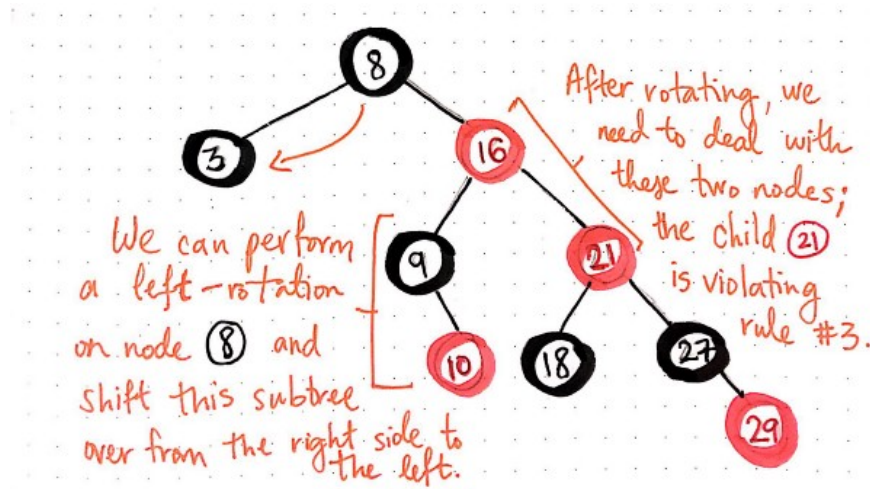 8
3
16
9
21
10
18
27
29
After rotating, we
need to deal with
these two nodes;
the child 21
is violating
rule #3.
We can perform
a left-rotation
on node 8 and
shift this subtree
over from the right side to
the left.